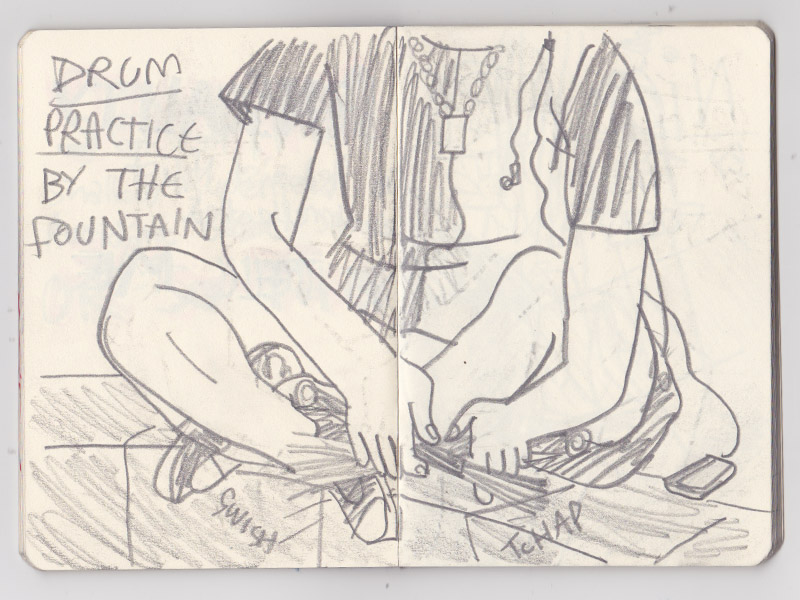 DRUM
PRACTICE
BY THE
FOUNTAIN
SWISH
TCHAP